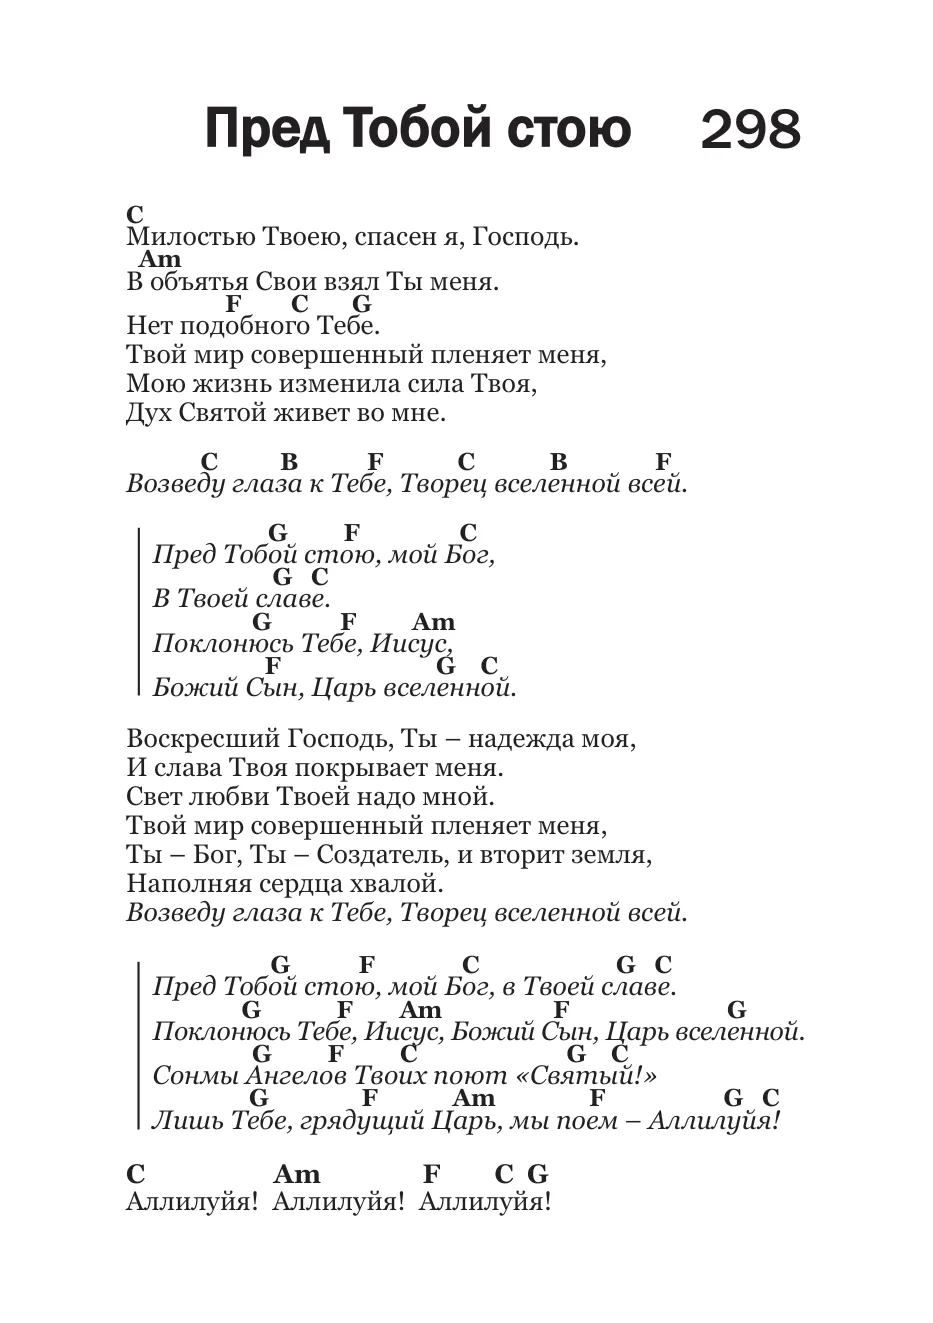 Пред Тобой стою 298
C
Милостью Твоею, спасен я, Господь.
Am
В объятья Свои взял Ты меня.
F C G
Нет подобного Тебе.
Твой мир совершенный пленяет меня,
Мою жизнь изменила сила Твоя,
Дух Святой живет во мне.
C B F C B F
Возведу глаза к Тебе, Творец вселенной всей.
G F C
Пред Тобой стою, мой Бог,
G C
В Твоей славе.
G F Am
Поклонюсь Тебе, Иисус,
F G C
Божий Сын, Царь вселенной.
Воскресший Господь, Ты – надежда моя,
И слава Твоя покрывает меня.
Свет любви Твоей надо мной.
Твой мир совершенный пленяет меня,
Ты – Бог, Ты – Создатель, и вторит земля,
Наполняя сердца хвалой.
Возведу глаза к Тебе, Творец вселенной всей.
G F C G C
Пред Тобой стою, мой Бог, в Твоей славе.
G F Am F G
Поклонюсь Тебе, Иисус, Божий Сын, Царь вселенной.
G F C G C
Сонмы Ангелов Твоих поют «Святый!»
G F Am F G C
Лишь Тебе, грядущий Царь, мы поем – Аллилуйя!
C Am F C G
Аллилуйя! Аллилуйя! Аллилуйя!